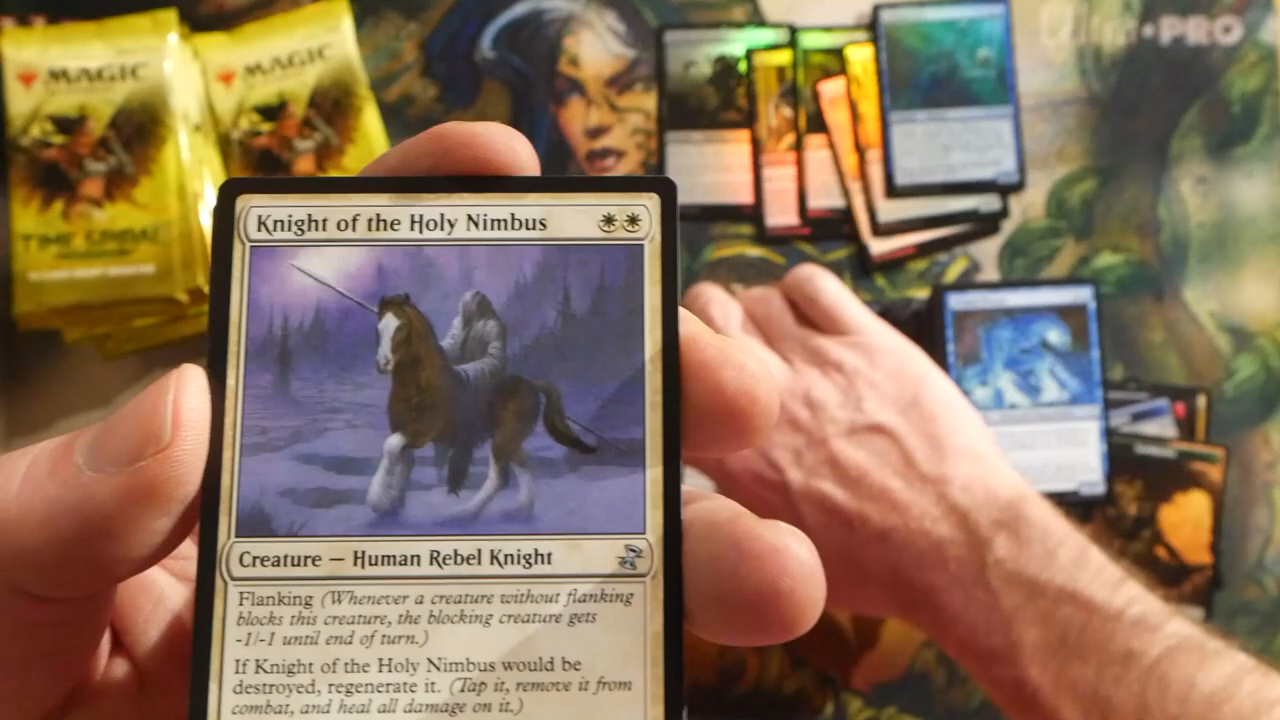 MAGIC
MAGIC
PRO
TIME SPIRAL
Knight of the Holy Nimbus
Creature — Human Rebel Knight
Flanking (Whenever a creature without flanking
blocks this creature, the blocking creature gets
-1/-1 until end of turn.)
If Knight of the Holy Nimbus would be
destroyed, regenerate it. (Tap it, remove it from
combat, and heal all damage on it.)